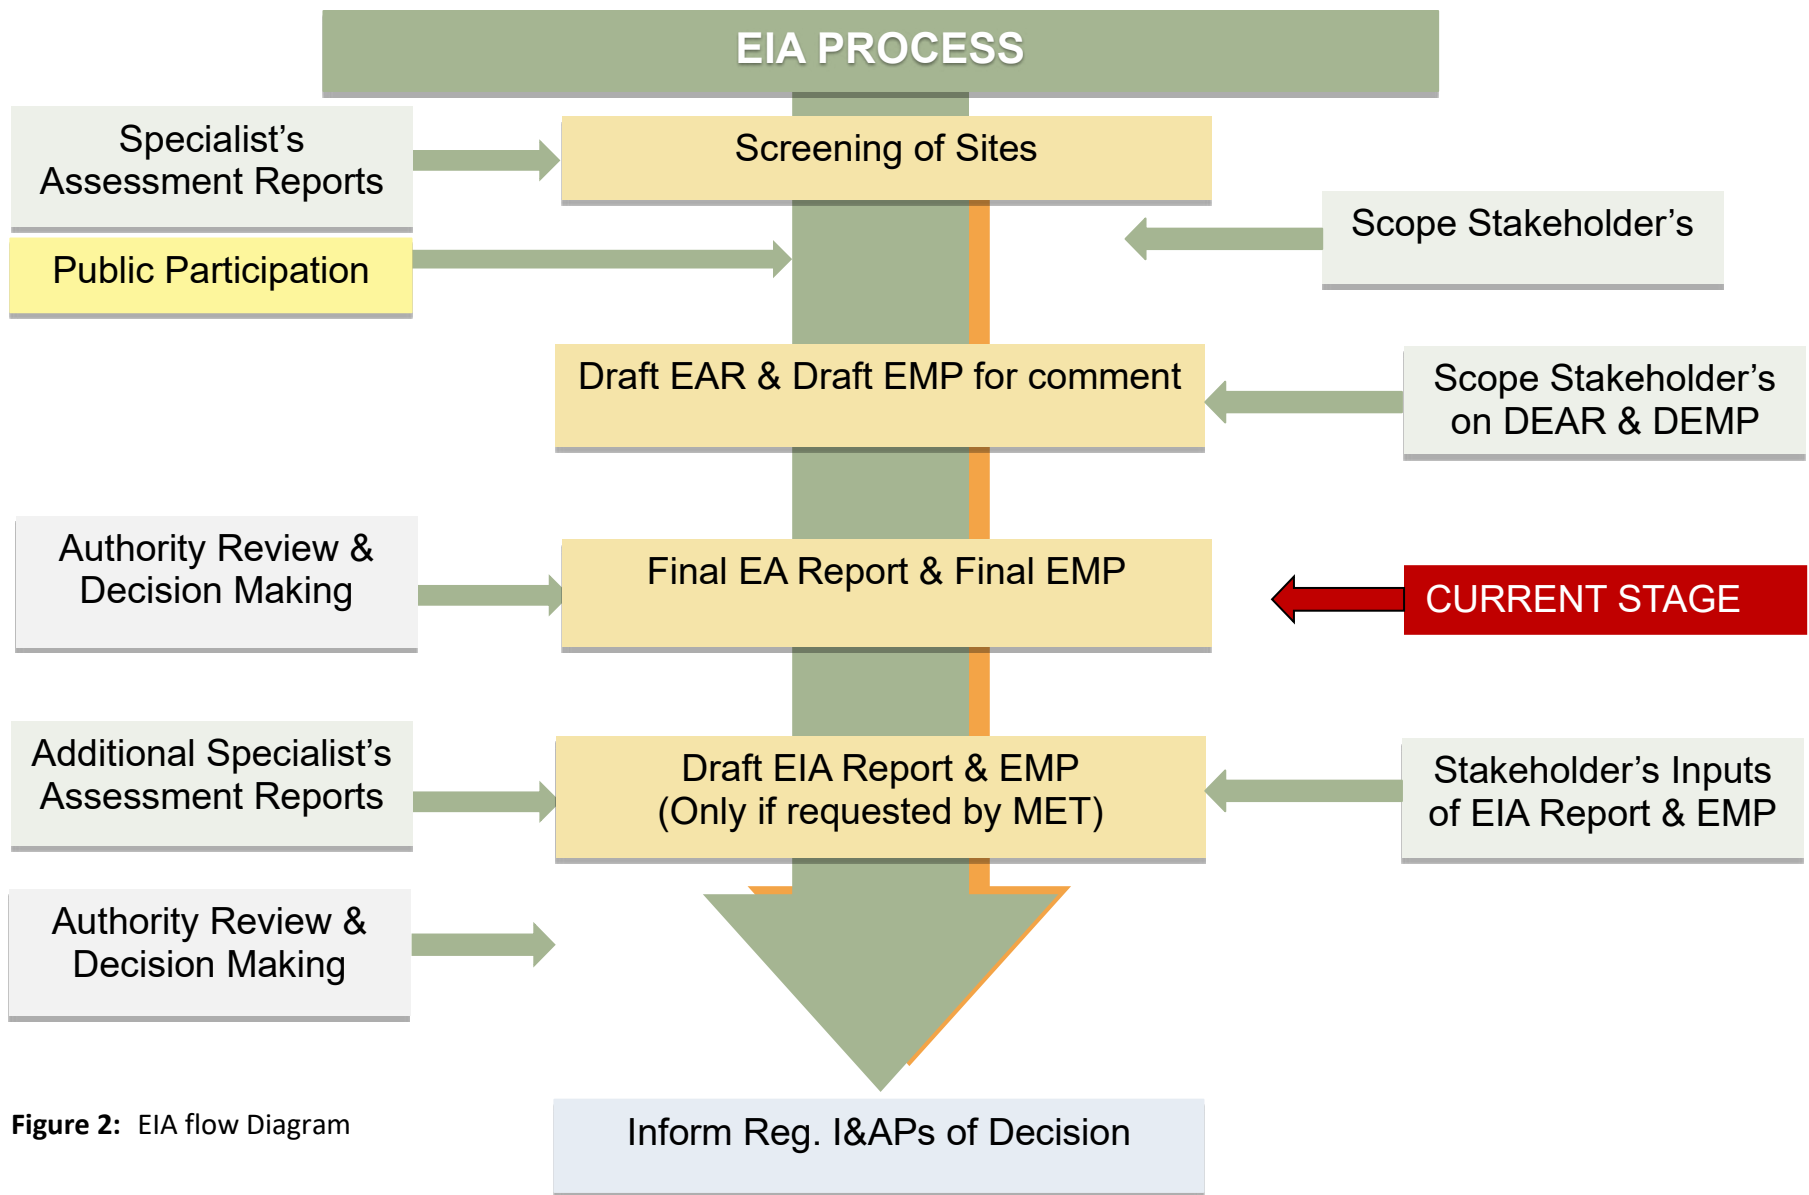 EIA PROCESS
Specialist’s
Assessment Reports
Screening of Sites
Scope Stakeholder’s
Public Participation
Draft EAR & Draft EMP for comment
Scope Stakeholder’s
on DEAR & DEMP
Authority Review &
Decision Making
Final EA Report & Final EMP
CURRENT STAGE
Additional Specialist’s
Assessment Reports
Draft EIA Report & EMP
(Only if requested by MET)
Stakeholder’s Inputs
of EIA Report & EMP
Authority Review &
Decision Making
Figure 2: EIA flow Diagram
Inform Reg. I&APs of Decision